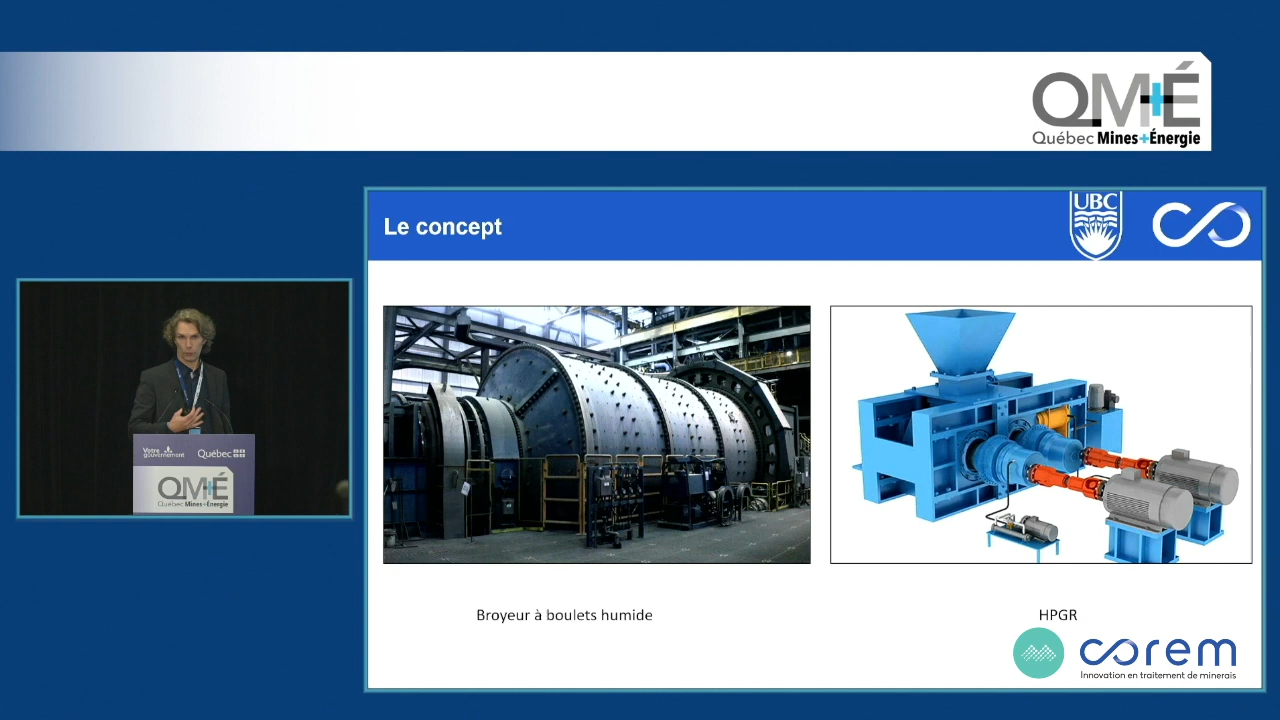 QM+É
Québec Mines+Énergie
Le concept
UBC
Votre
gouvernement
Québec
QM+É
Québec Mines+Énergie
Broyeur à boulets humide
HPGR
corem
Innovation en traitement de minerais